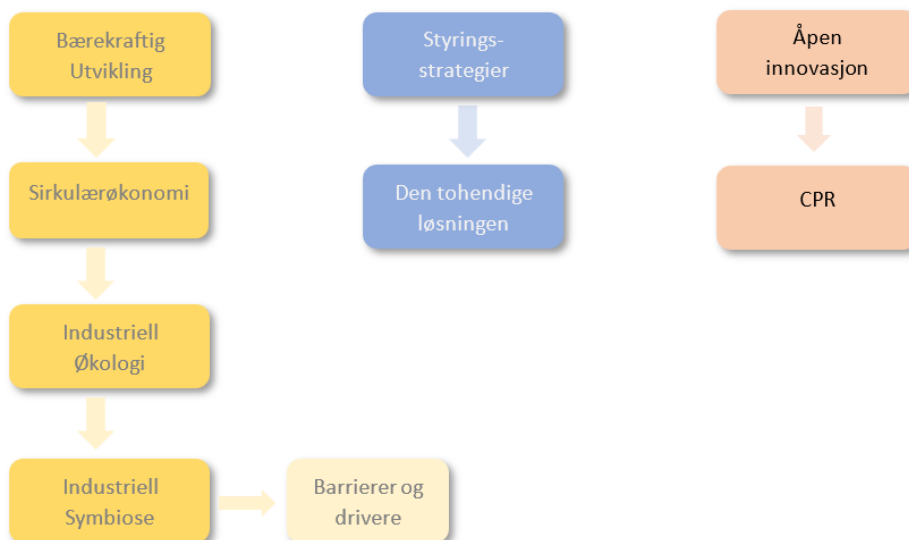 Bærekraftig
Utvikling
Sirkulærøkonomi
Industriell
Økologi
Industriell
Symbiose
Barrierer og
drivere
Styrings-
strategier
Den tohendige
løsningen
Åpen
innovasjon
CPR